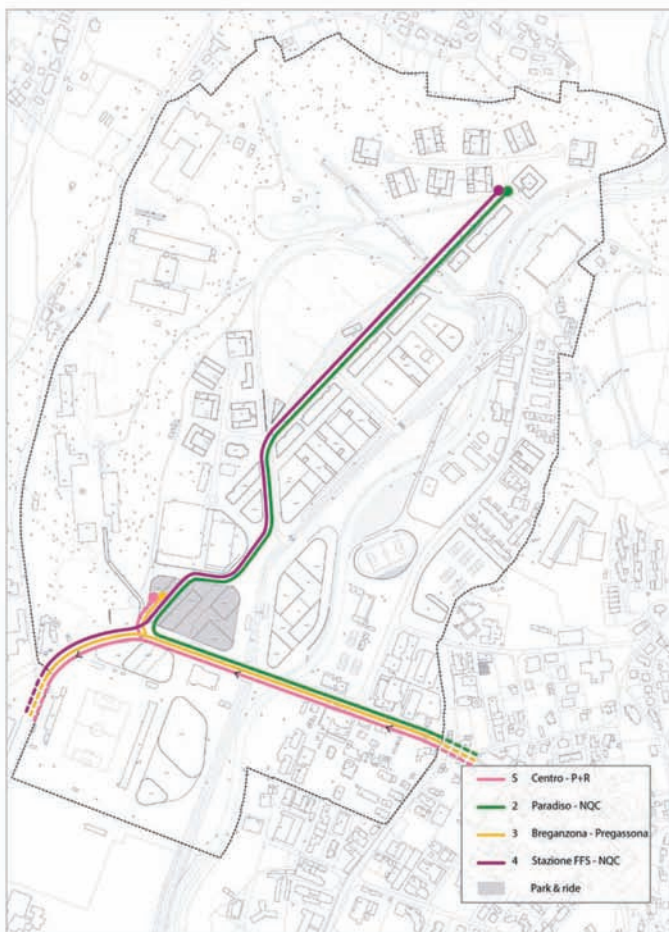 5 Centro - P+R
2 Paradiso - NQC
3 Breganzona - Pregassona
4 Stazione FFS - NQC
Park & ride